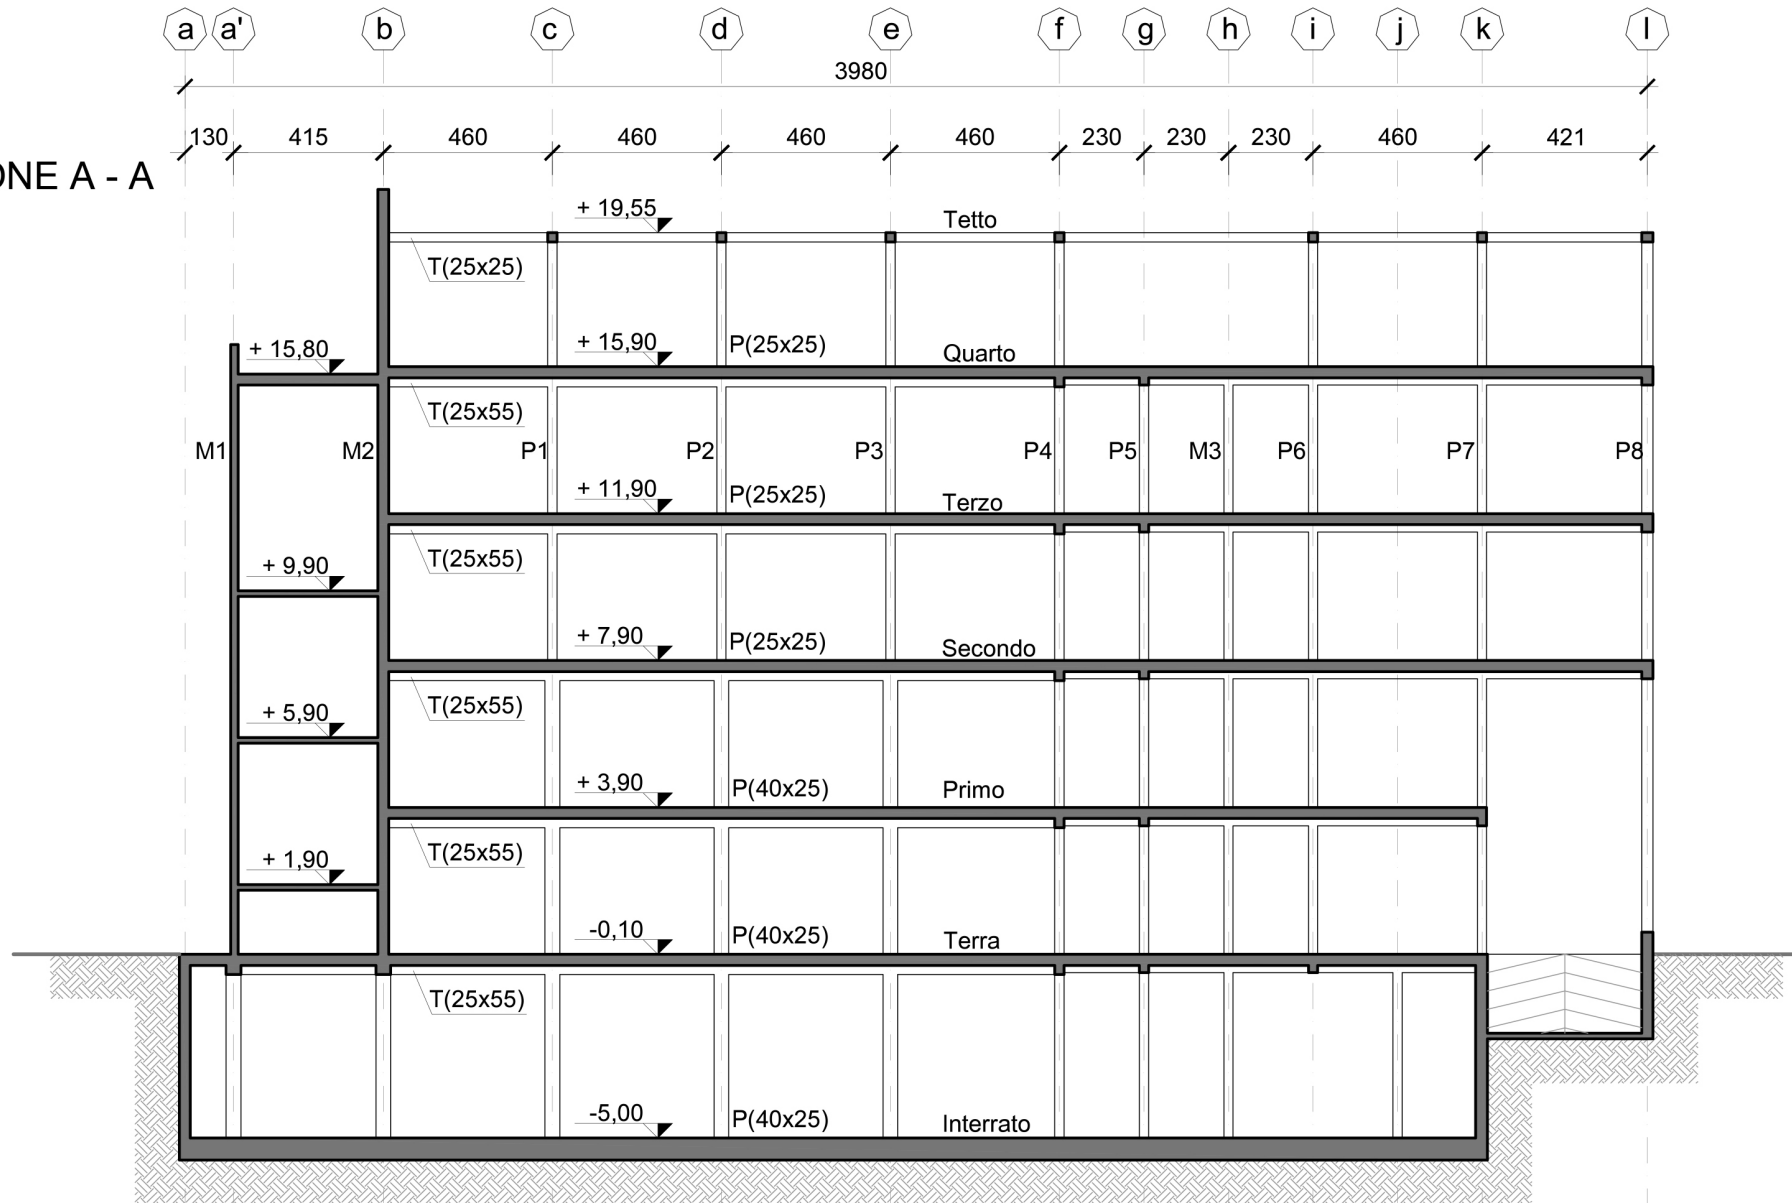 a a' b c d e f g h i j k l
3980
130 415 460 460 460 460 230 230 230 460 421
ONE A - A
+ 19,55 Tetto
T(25x25)
+ 15,80 + 15,90 P(25x25) Quarto
T(25x55)
M1 M2 P1 P2 P3 P4 P5 M3 P6 P7 P8
+ 11,90 P(25x25) Terzo
T(25x55)
+ 9,90
+ 7,90 P(25x25) Secondo
T(25x55)
+ 5,90
+ 3,90 P(40x25) Primo
T(25x55)
+ 1,90
-0,10 P(40x25) Terra
T(25x55)
-5,00 P(40x25) Interrato